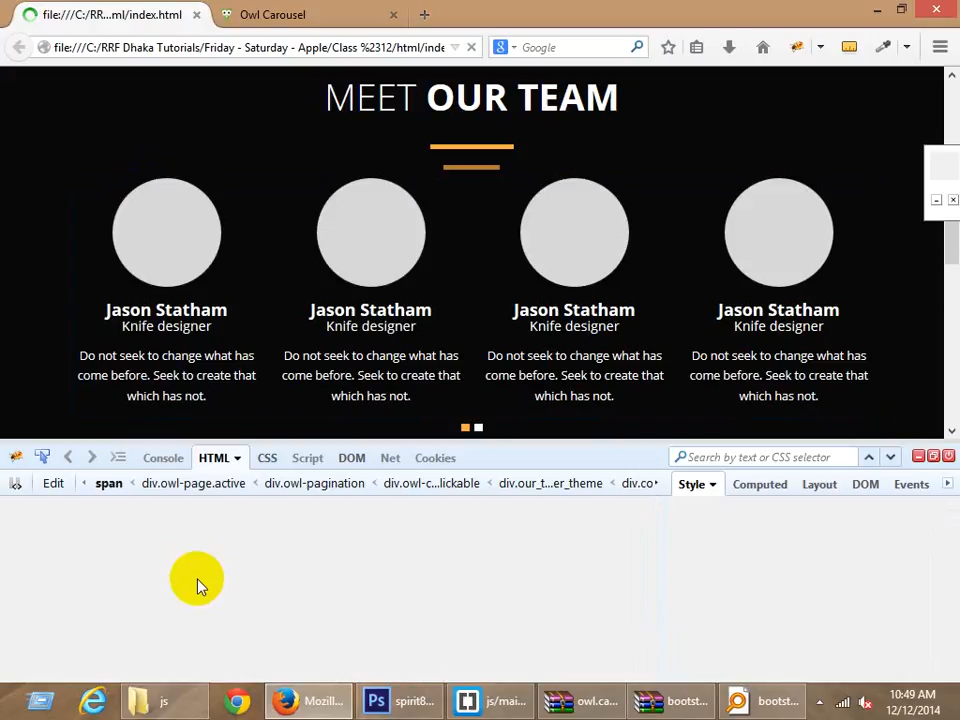 file:///C:/RR...ml/index.html
Owl Carousel
file:///C:/RRF Dhaka Tutorials/Friday - Saturday - Apple/Class %2312/html/inde
8
Google
MEET OUR TEAM
Jason Statham Jason Statham Jason Statham Jason Statham
Knife designer Knife designer Knife designer Knife designer
Do not seek to change what has Do not seek to change what has Do not seek to change what has Do not seek to change what has
come before. Seek to create that come before. Seek to create that come before. Seek to create that come before. Seek to create that
which has not. which has not. which has not. which has not.
Console HTML CSS Script DOM Net Cookies
Search by text or CSS selector
Edit span div.owl-page.active div.owl-pagination div.owl-c...lickable div.our_t...er_theme div.co
Style Computed Layout DOM Events
js
Mozill...
Ps spirit8...
js/mai...
owl.ca...
bootst...
bootst...
10:49 AM
12/12/2014